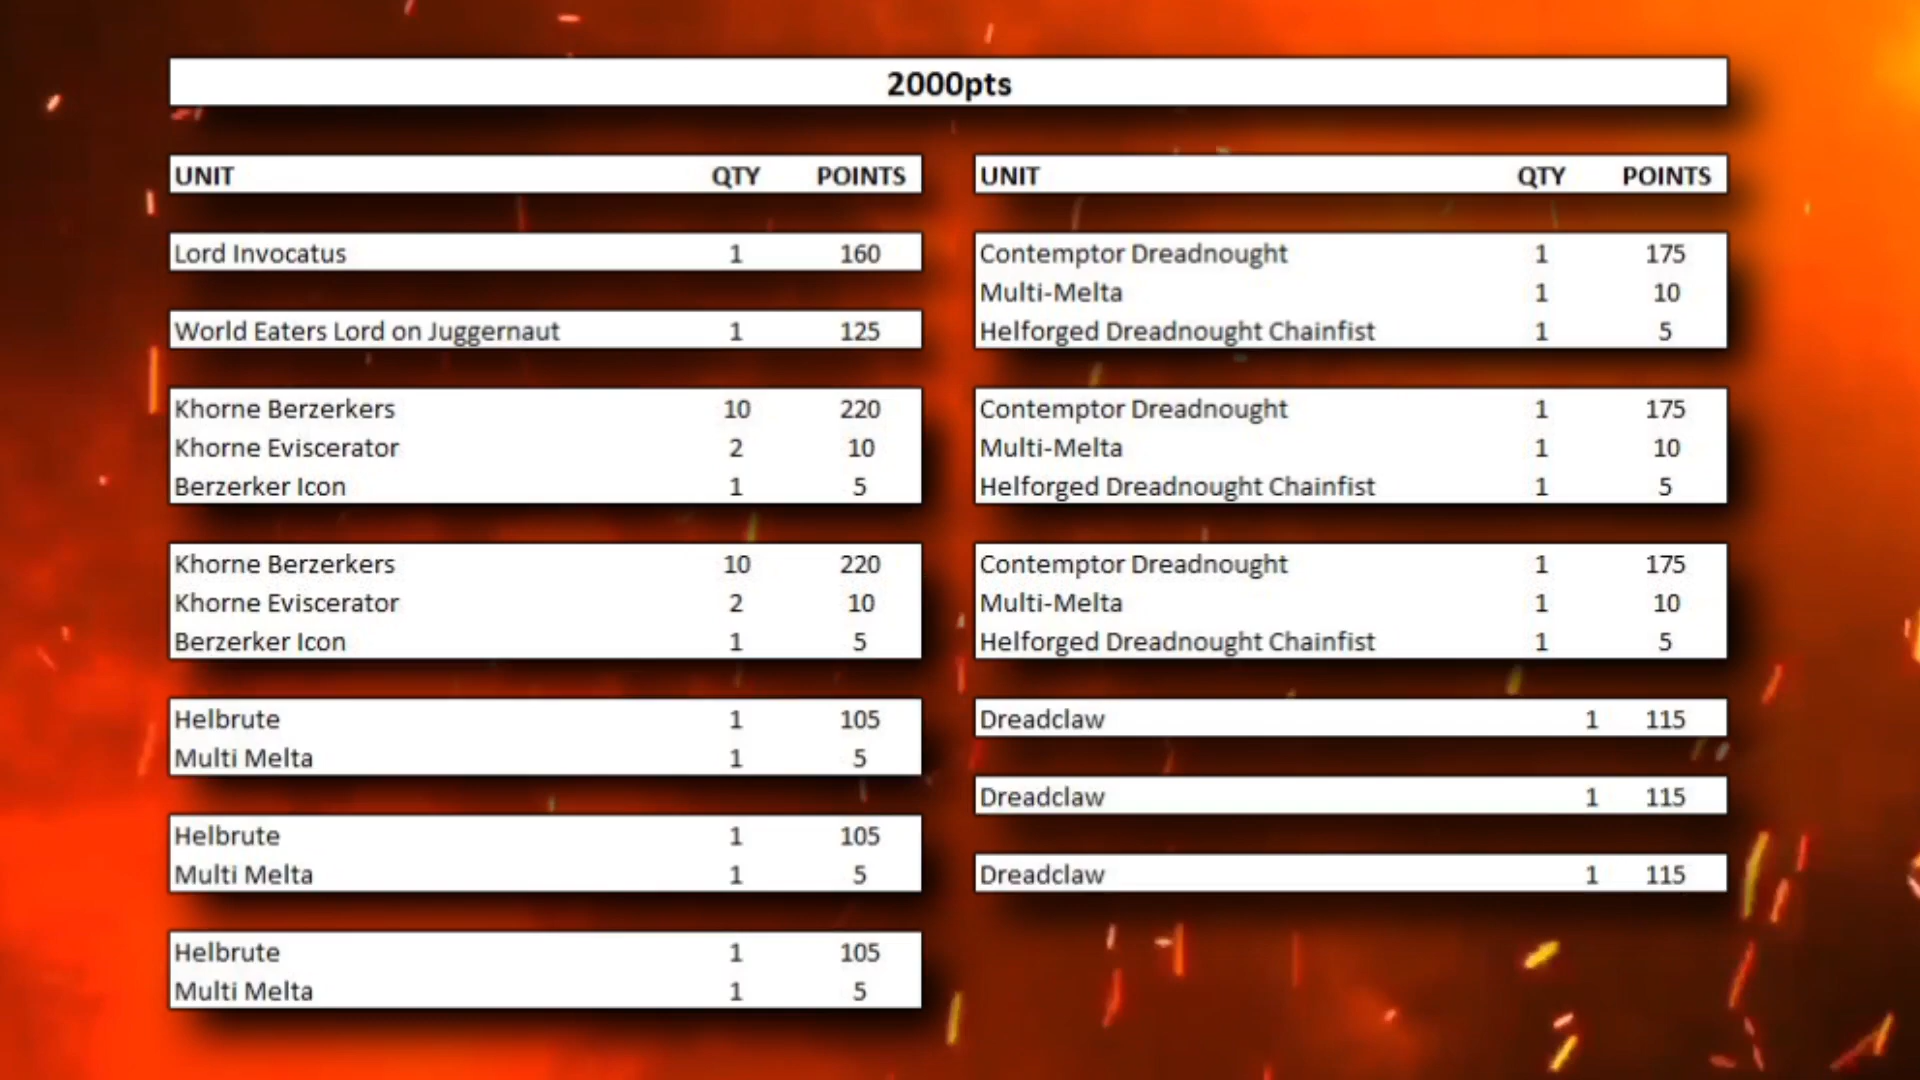 2000pts
UNIT QTY POINTS
Lord Invocatus 1 160
World Eaters Lord on Juggernaut 1 125
Khorne Berzerkers 10 220
Khorne Eviscerator 2 10
Berzerker Icon 1 5
Khorne Berzerkers 10 220
Khorne Eviscerator 2 10
Berzerker Icon 1 5
Helbrute 1 105
Multi Melta 1 5
Helbrute 1 105
Multi Melta 1 5
Helbrute 1 105
Multi Melta 1 5
UNIT QTY POINTS
Contemptor Dreadnought 1 175
Multi-Melta 1 10
Helforged Dreadnought Chainfist 1 5
Contemptor Dreadnought 1 175
Multi-Melta 1 10
Helforged Dreadnought Chainfist 1 5
Contemptor Dreadnought 1 175
Multi-Melta 1 10
Helforged Dreadnought Chainfist 1 5
Dreadclaw 1 115
Dreadclaw 1 115
Dreadclaw 1 115